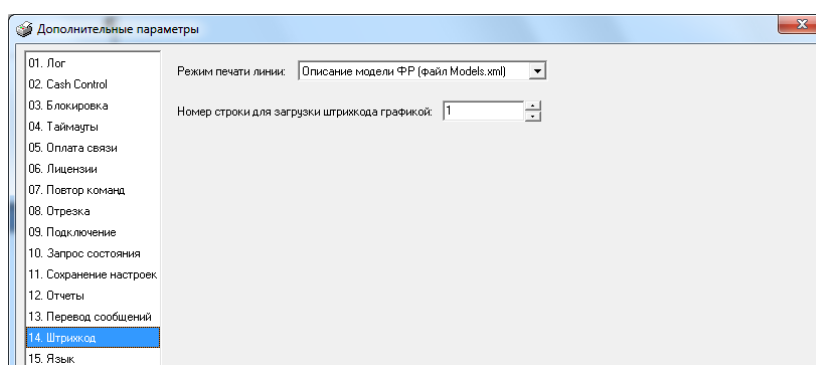 Дополнительные параметры
01. Лог
02. Cash Control
03. Блокировка
04. Таймауты
05. Оплата связи
06. Лицензии
07. Повтор команд
08. Отрезка
09. Подключение
10. Запрос состояния
11. Сохранение настроек
12. Отчеты
13. Перевод сообщений
14. Штрихкод
15. Язык
Режим печати линии: Описание модели ФР (файл Models.xml)
Номер строки для загрузки штрихкода графикой: 1